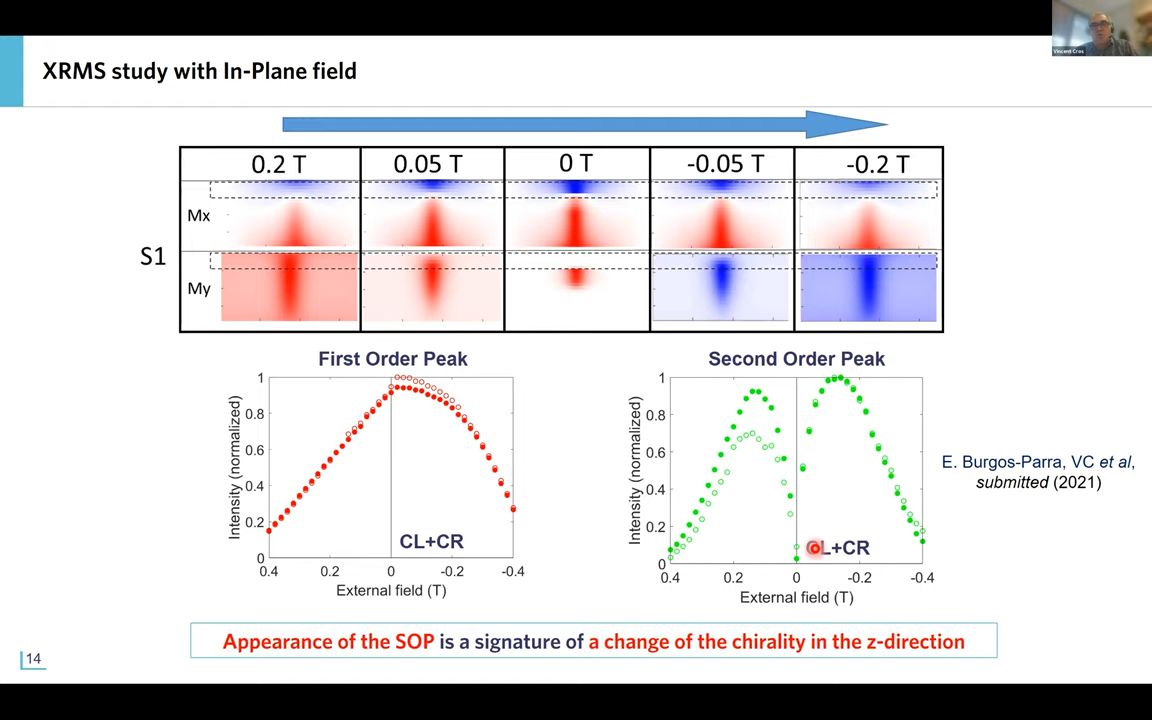 Vincent Cros
XRMS study with In-Plane field
0.2 T 0.05 T 0 T -0.05 T -0.2 T
Mx
S1
My
First Order Peak
Second Order Peak
Intensity (normalized)
1
0.8
0.6
0.4
0.2
0
0.4 0.2 0 -0.2 -0.4
External field (T)
CL+CR
Intensity (normalized)
1
0.8
0.6
0.4
0.2
0
0.4 0.2 0 -0.2 -0.4
External field (T)
CL+CR
E. Burgos-Parra, VC et al,
submitted (2021)
Appearance of the SOP is a signature of a change of the chirality in the z-direction
14